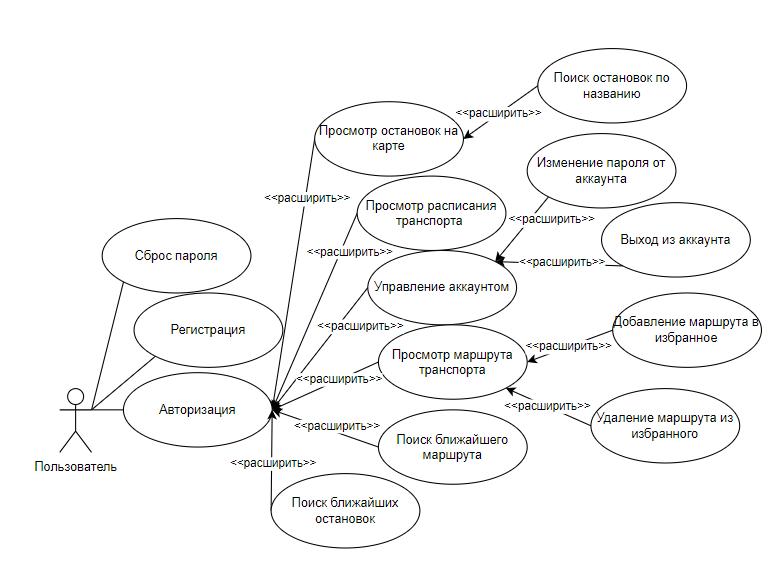 Поиск остановок по
названию
<<расширить>>
Просмотр остановок на
карте
Изменение пароля от
аккаунта
<<расширить>>
Просмотр расписания
транспорта
<<расширить>>
Выход из аккаунта
<<расширить>>
Сброс пароля
<<расширить>>
<<расширить>>
Управление аккаунтом
Добавление маршрута в
избранное
Регистрация
<<расширить>>
<<расширить>>
Просмотр маршрута
транспорта
<<расширить>>
Авторизация
<<расширить>>
Удаление маршрута из
избранного
<<расширить>>
Поиск ближайшего
маршрута
Пользователь
<<расширить>>
Поиск ближайших
остановок